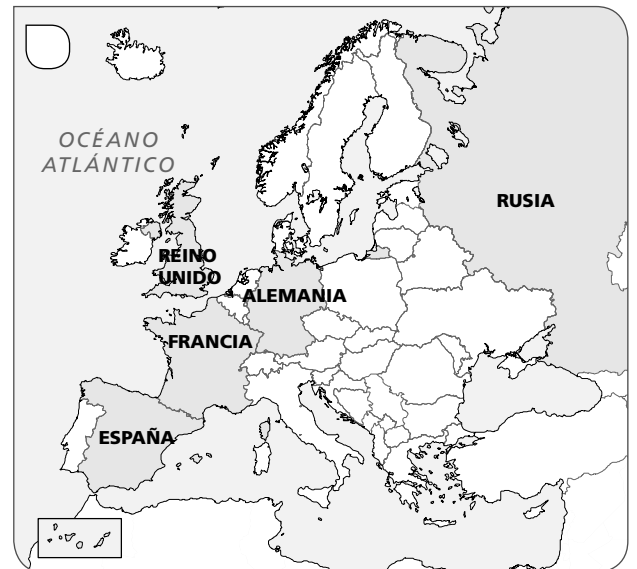 OCÉANO
ATLÁNTICO
RUSIA
REINO
UNIDO
ALEMANIA
FRANCIA
ESPAÑA